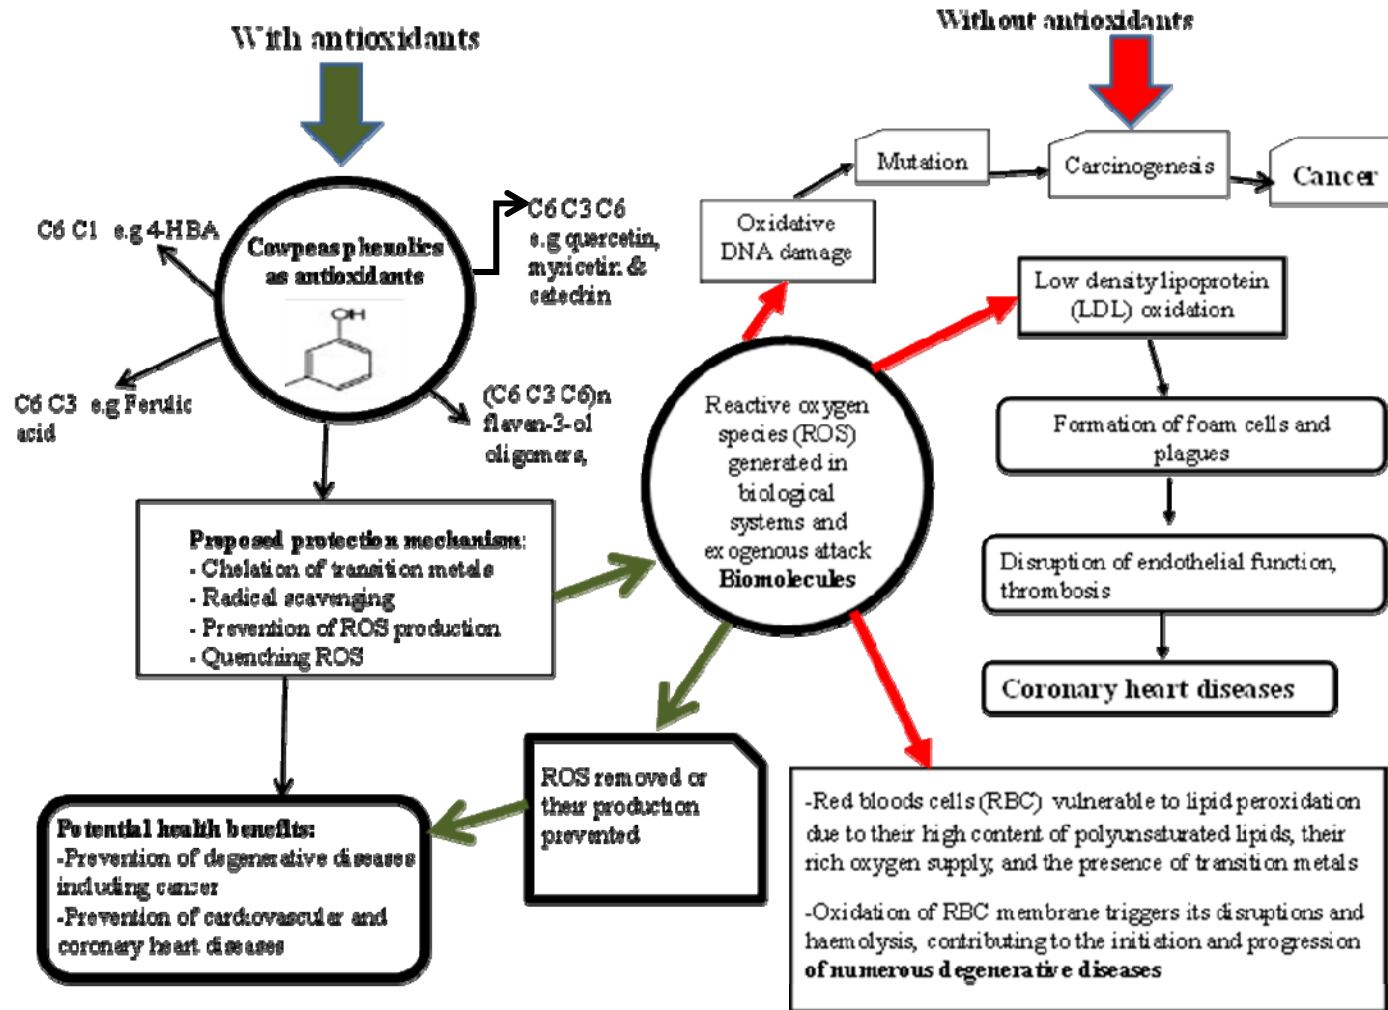 With antioxidants
Without antioxidants
C6 C1 e.g 4-HBA
Cowpeas phenolics
as antioxidants
OH
C6 C3 C6
e.g quercetin,
myricetin &
catechin
C6 C3 e.g Ferulic
acid
(C6 C3 C6)n
flavan-3-ol
oligomers,
Proposed protection mechanism:
- Chelation of transition metals
- Radical scavenging
- Prevention of ROS production
- Quenching ROS
Potential health benefits:
-Prevention of degenerative diseases
including cancer
-Prevention of cardiovascular and
coronary heart diseases
ROS removed or
their production
prevented
Reactive oxygen
species (ROS)
generated in
biological
systems and
exogenous attack
Biomolecules
Oxidative
DNA damage
Mutation
Carcinogenesis
Cancer
Low density lipoprotein
(LDL) oxidation
Formation of foam cells and
plagues
Disruption of endothelial function,
thrombosis
Coronary heart diseases
-Red bloods cells (RBC) vulnerable to lipid peroxidation
due to their high content of polyunsaturated lipids, their
rich oxygen supply, and the presence of transition metals
-Oxidation of RBC membrane triggers its disruptions and
haemolysis, contributing to the initiation and progression
of numerous degenerative diseases